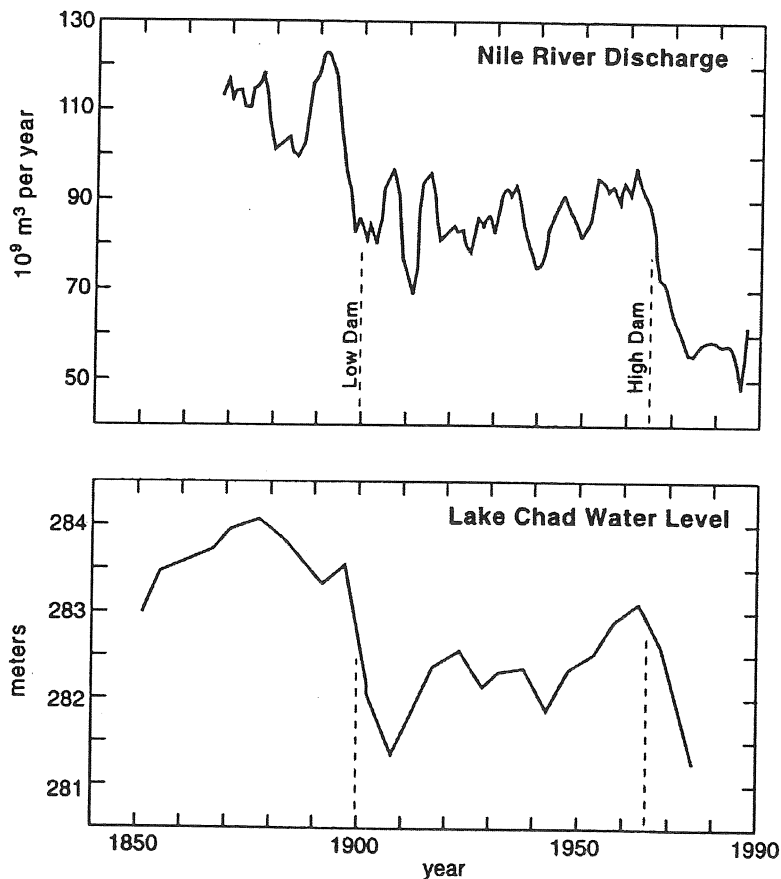 Nile River Discharge
130
110
90
70
50
10⁹ m³ per year
Low Dam
High Dam
Lake Chad Water Level
284
283
282
281
meters
1850
1900
1950
1990
year